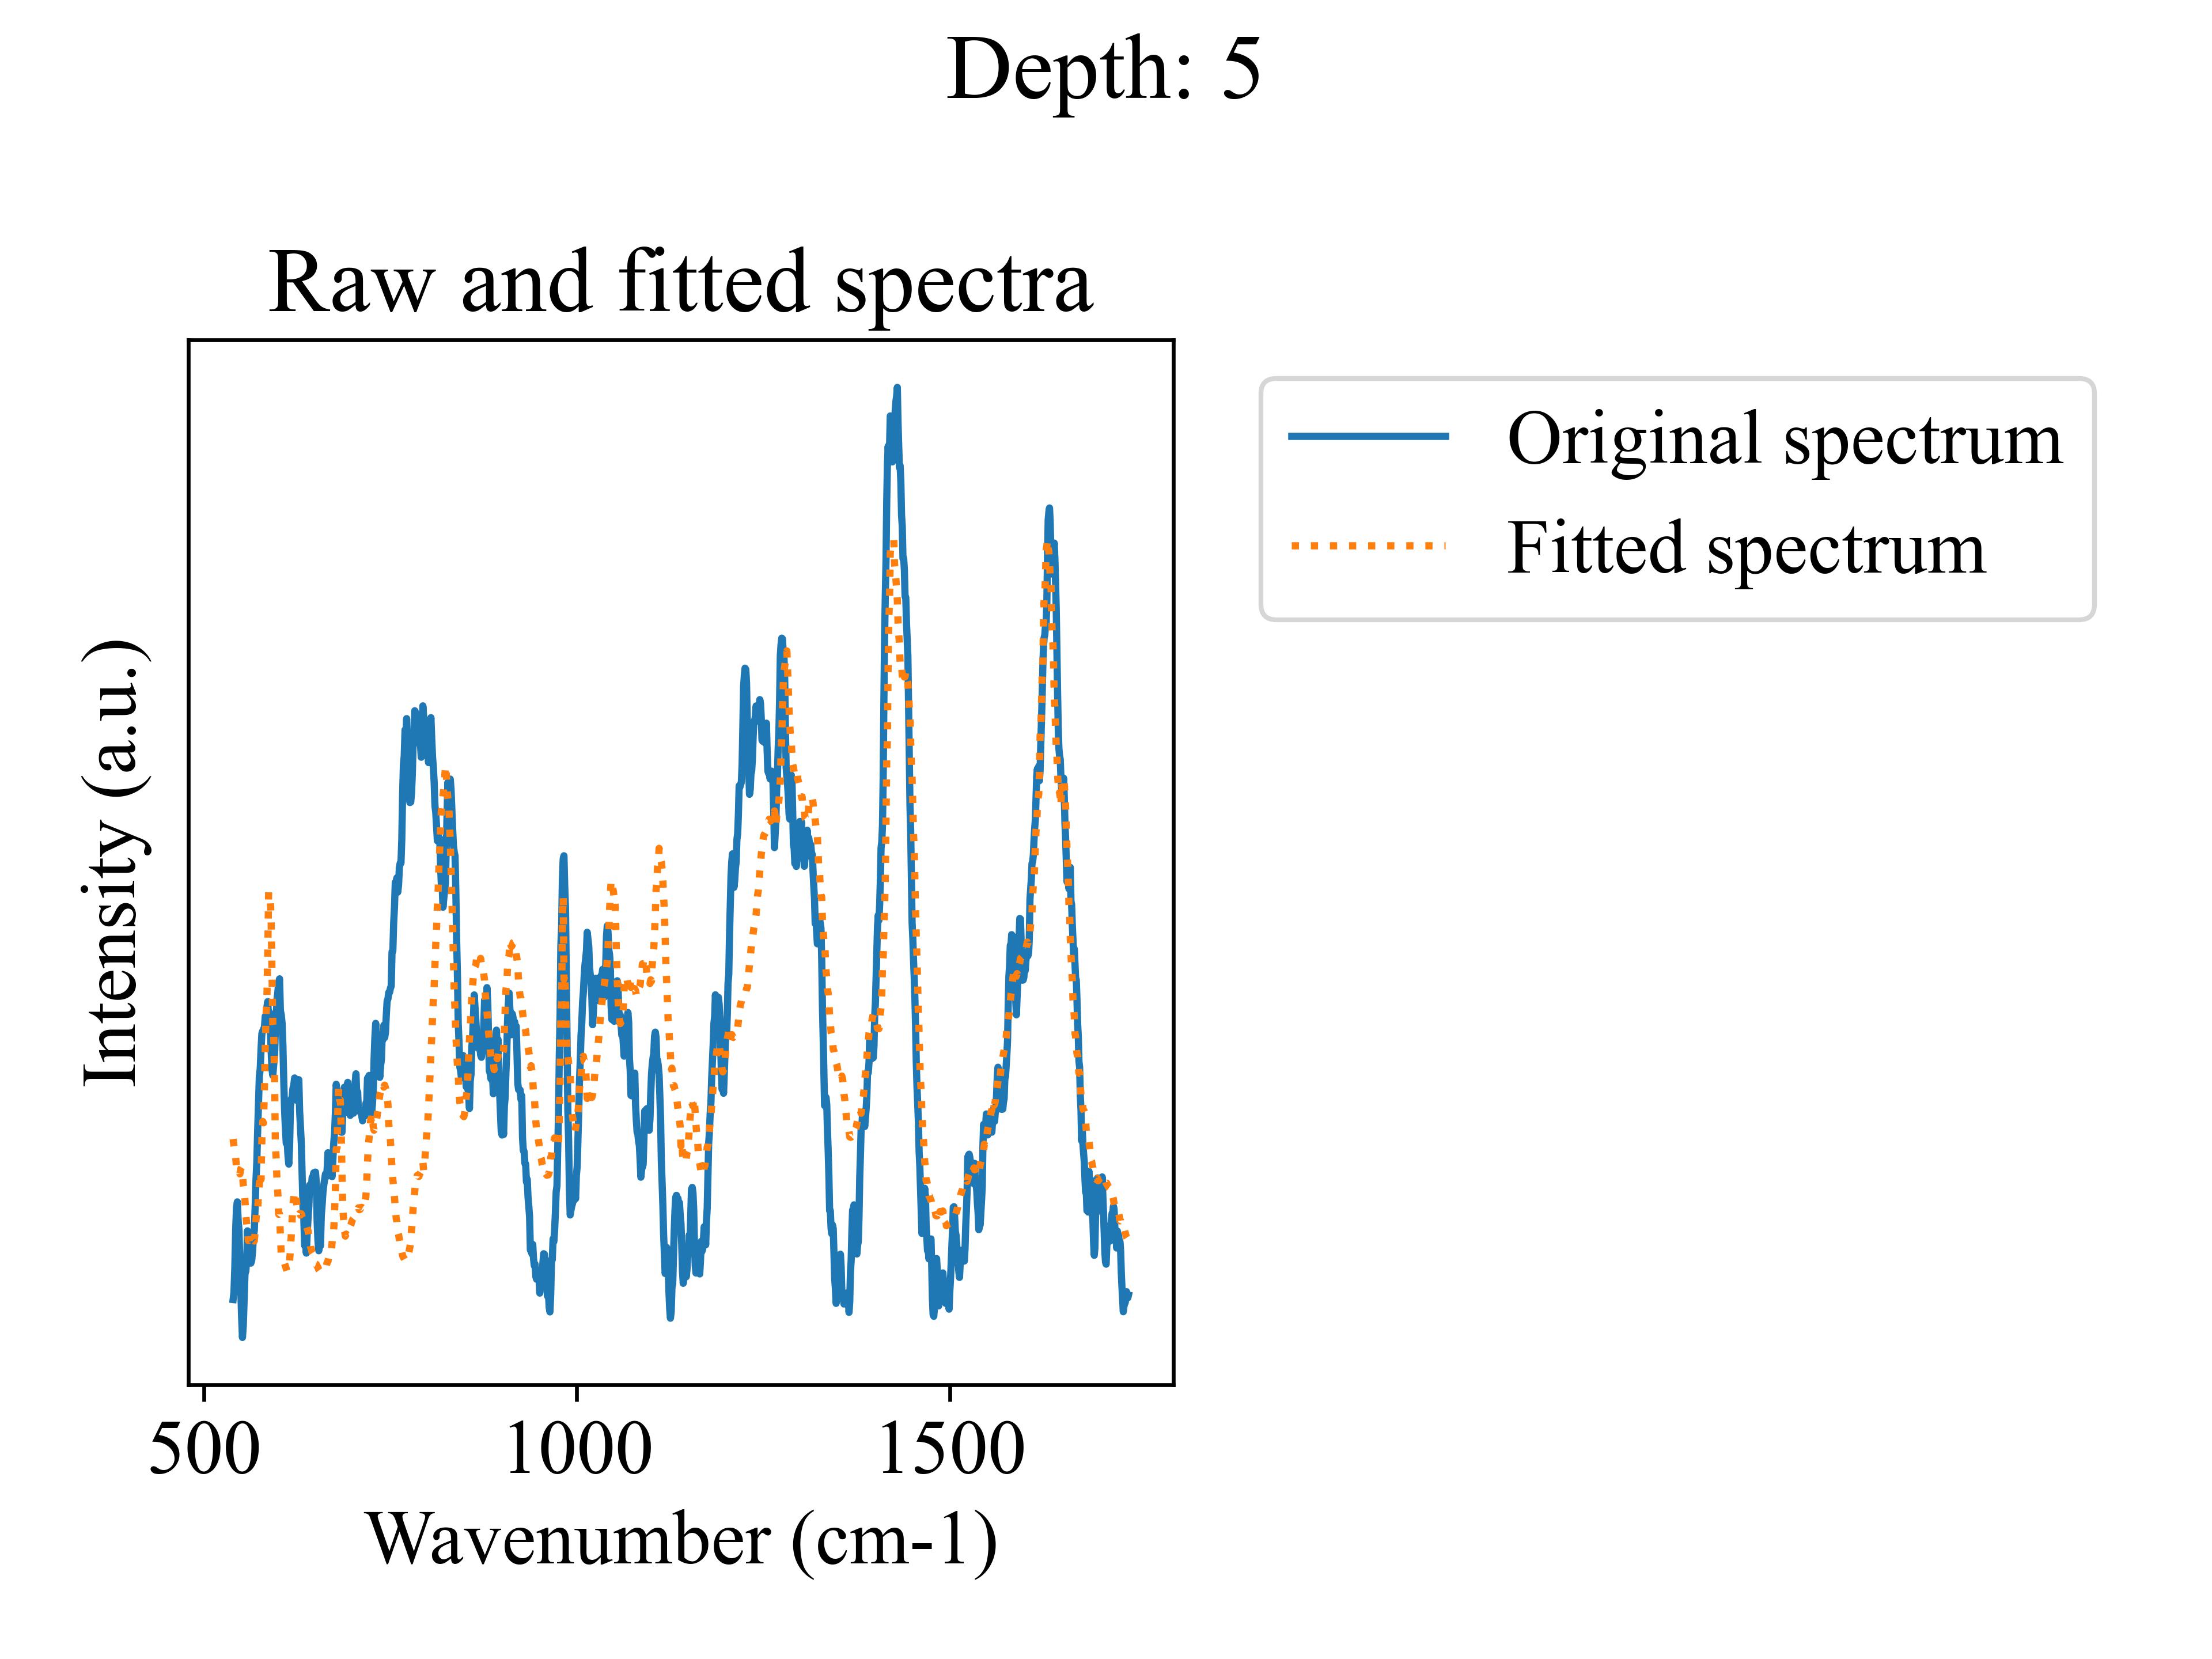 Depth: 5
Raw and fitted spectra
Original spectrum
Fitted spectrum
Intensity (a.u.)
500 1000 1500
Wavenumber (cm-1)